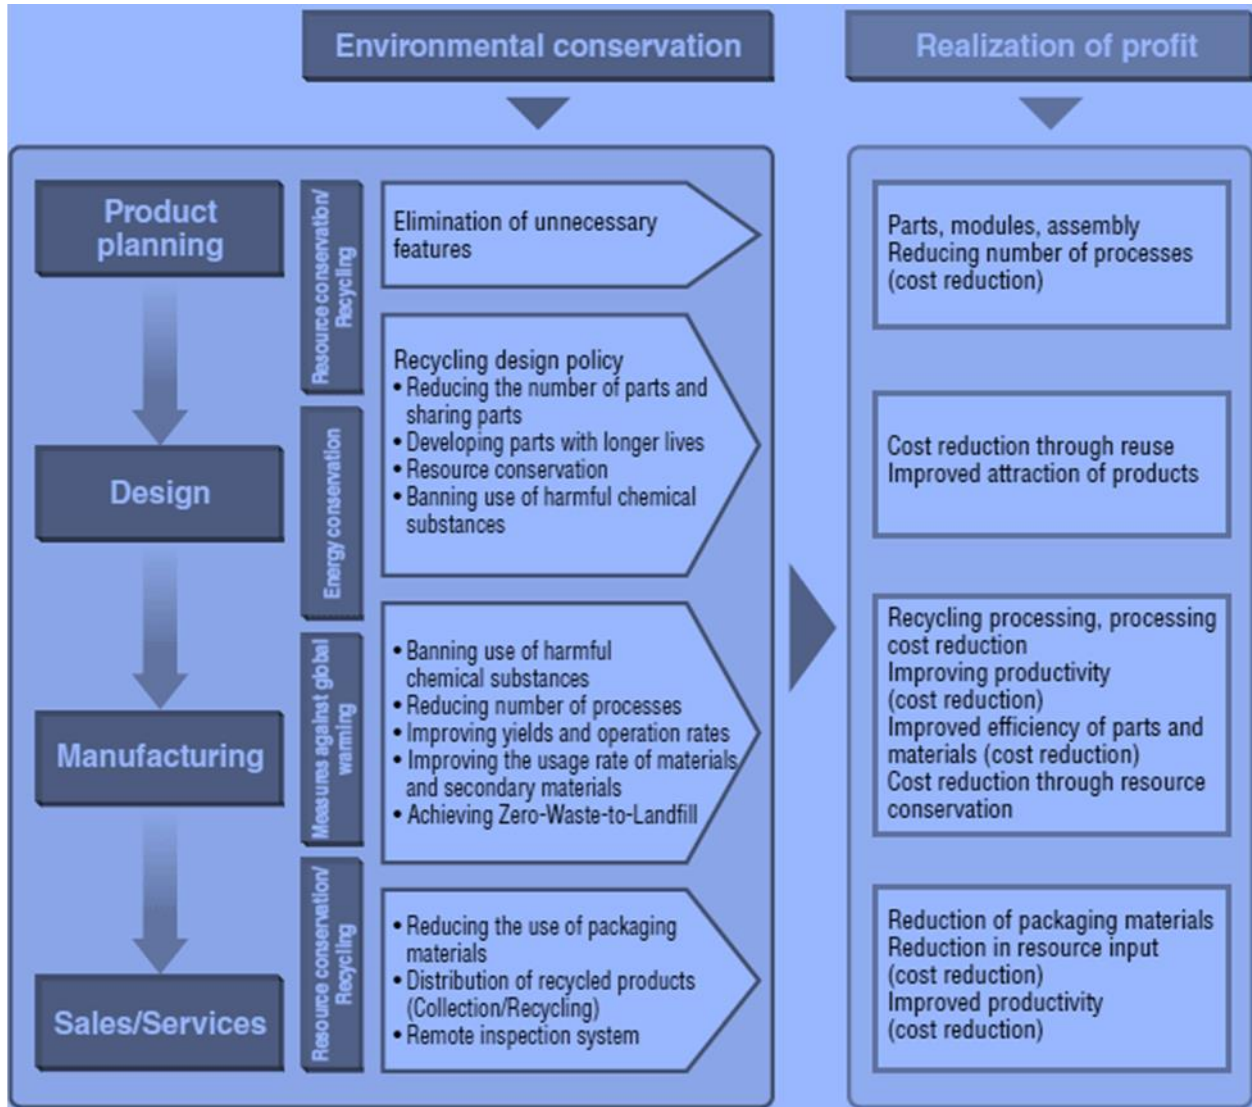 Environmental conservation
Realization of profit
Product
planning
Design
Manufacturing
Sales/Services
Resource conservation/
Recycling
Energy conservation
Measures against global
warming
Resource conservation/
Recycling
Elimination of unnecessary
features
Recycling design policy
• Reducing the number of parts and
sharing parts
• Developing parts with longer lives
• Resource conservation
• Banning use of harmful chemical
substances
• Banning use of harmful
chemical substances
• Reducing number of processes
• Improving yields and operation rates
• Improving the usage rate of materials
and secondary materials
• Achieving Zero-Waste-to-Landfill
• Reducing the use of packaging
materials
• Distribution of recycled products
(Collection/Recycling)
• Remote inspection system
Parts, modules, assembly
Reducing number of processes
(cost reduction)
Cost reduction through reuse
Improved attraction of products
Recycling processing, processing
cost reduction
Improving productivity
(cost reduction)
Improved efficiency of parts and
materials (cost reduction)
Cost reduction through resource
conservation
Reduction of packaging materials
Reduction in resource input
(cost reduction)
Improved productivity
(cost reduction)